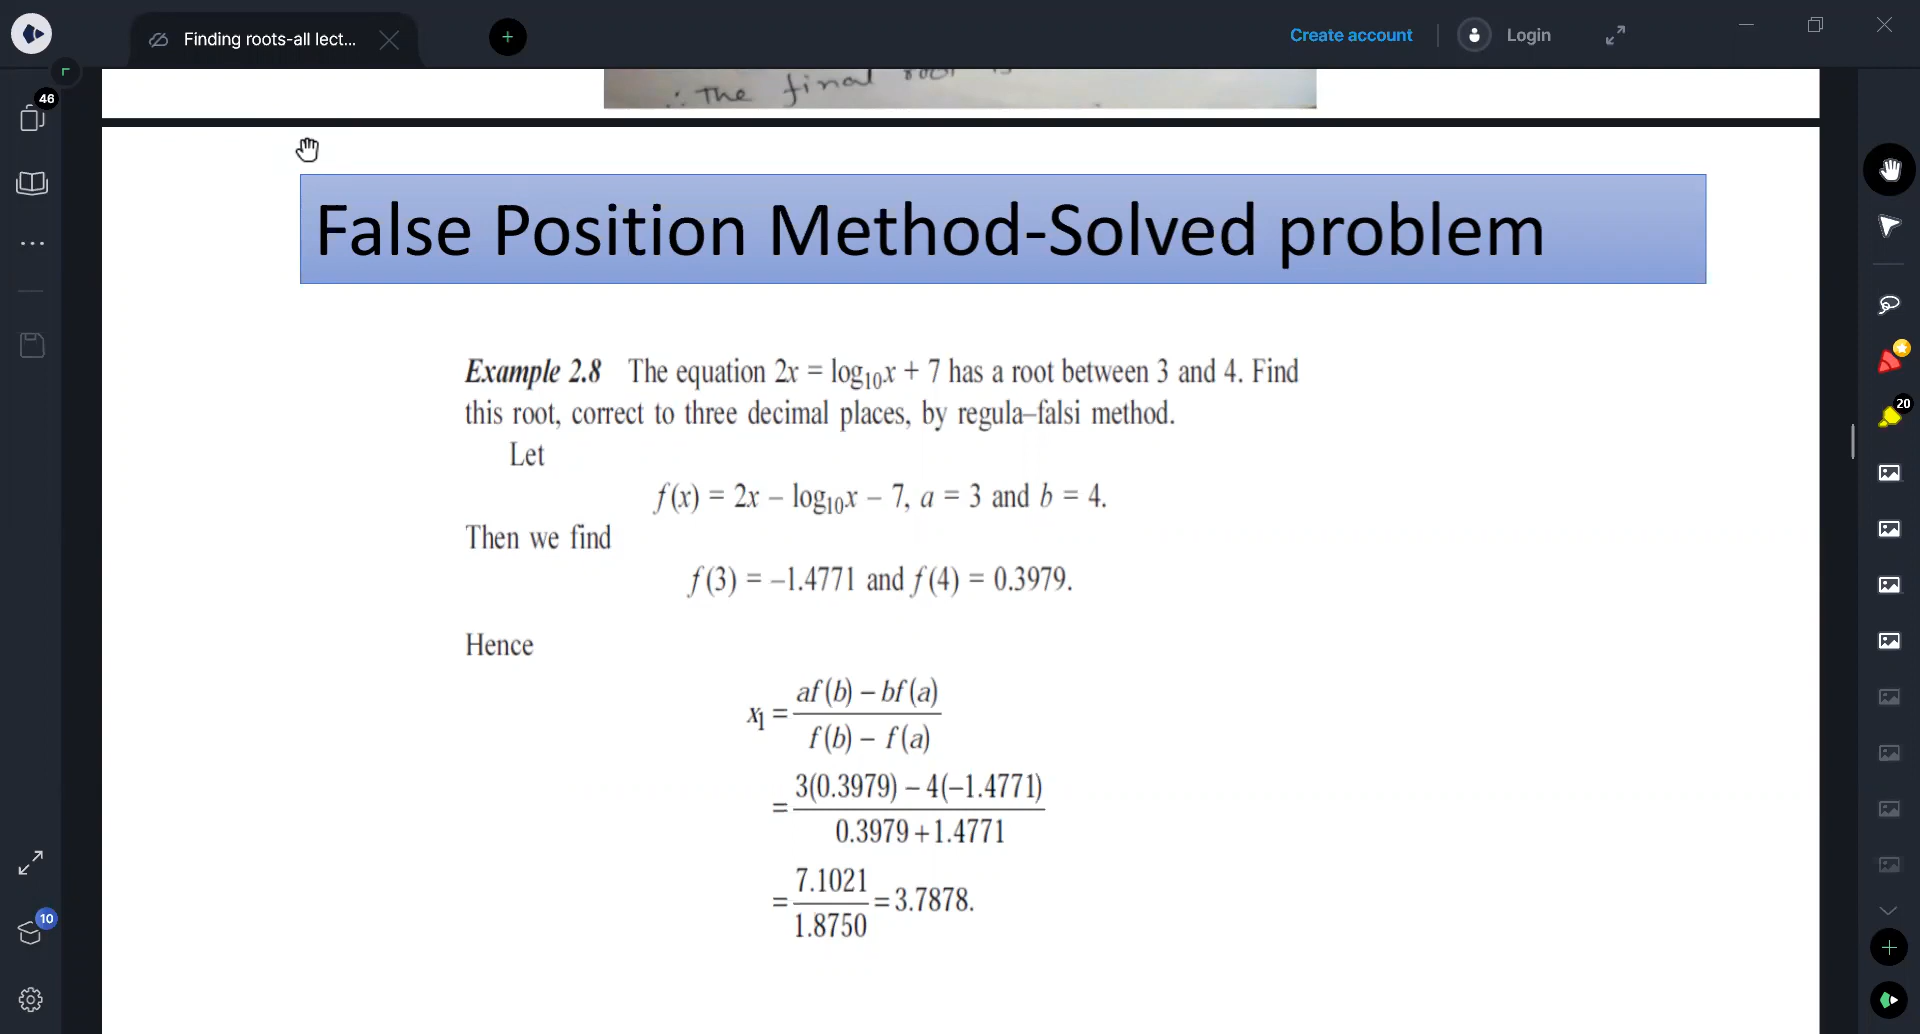 Finding roots-all lect...
Create account
Login
46
∴ The final root is
False Position Method-Solved problem
Example 2.8 The equation 2x = log₁₀x + 7 has a root between 3 and 4. Find
this root, correct to three decimal places, by regula–falsi method.
Let
f(x) = 2x – log₁₀x – 7, a = 3 and b = 4.
Then we find
f(3) = –1.4771 and f(4) = 0.3979.
Hence
x₁ = af(b) – bf(a)
f(b) – f(a)
= 3(0.3979) – 4(–1.4771)
0.3979+1.4771
= 7.1021
1.8750
= 3.7878.
20
10